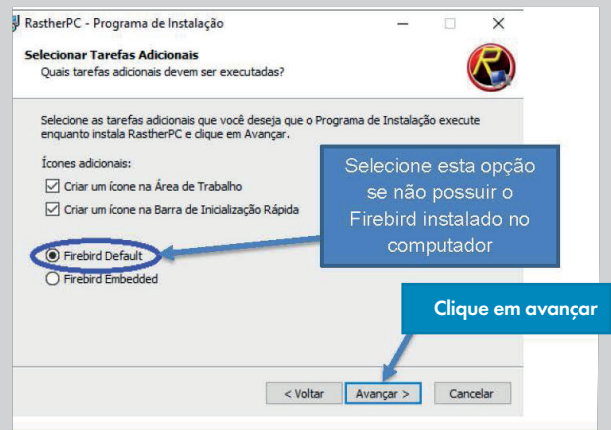 RastherPC - Programa de Instalação
Selecionar Tarefas Adicionais
Quais tarefas adicionais devem ser executadas?
Selecione as tarefas adicionais que você deseja que o Programa de Instalação execute
enquanto instala RastherPC e clique em Avançar.
Ícones adicionais:
Criar um ícone na Área de Trabalho
Criar um ícone na Barra de Inicialização Rápida
Firebird Default
Firebird Embedded
Selecione esta opção
se não possuir o
Firebird instalado no
computador
Clique em avançar
< Voltar
Avançar >
Cancelar